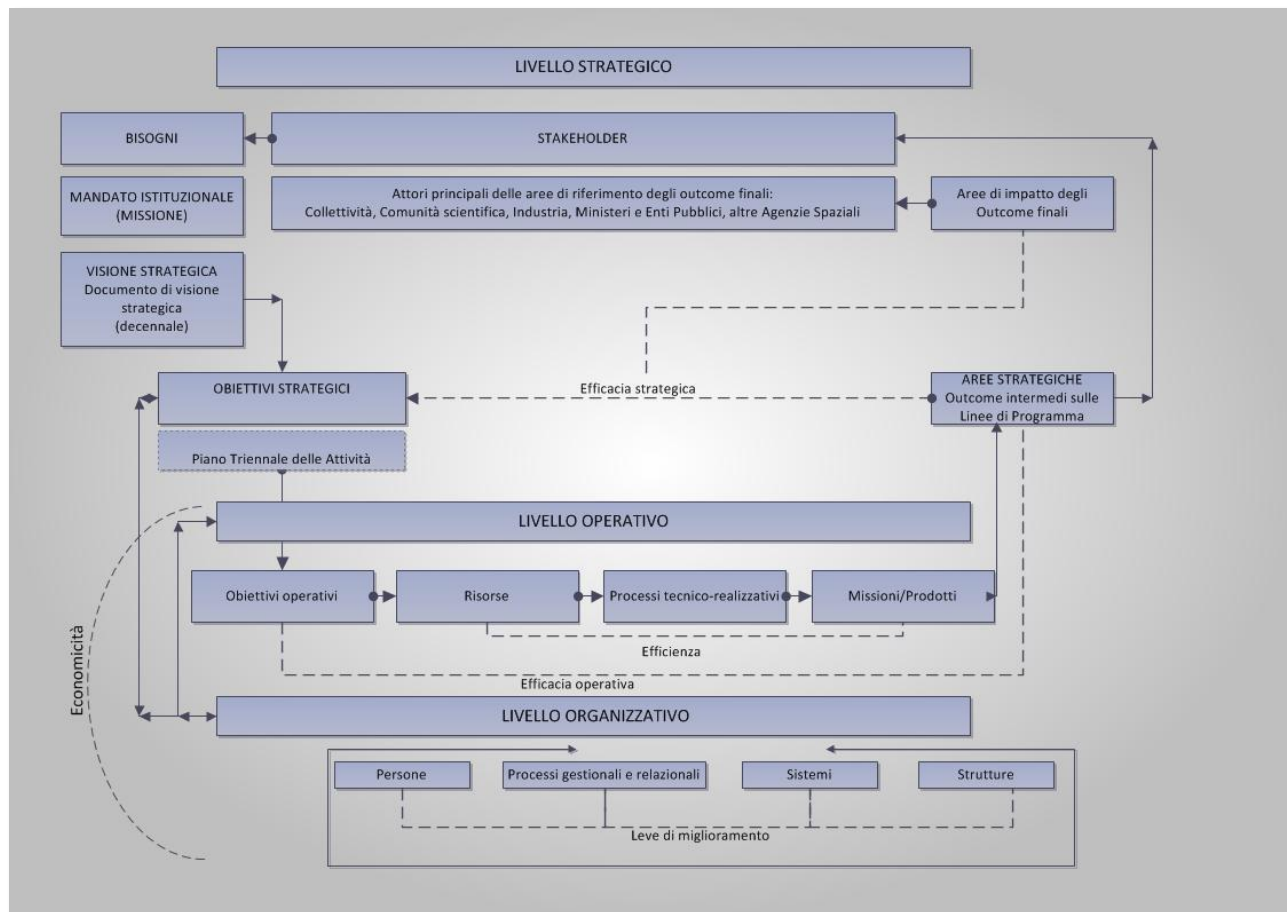 LIVELLO STRATEGICO
BISOGNI
STAKEHOLDER
MANDATO ISTITUZIONALE
(MISSIONE)
Attori principali delle aree di riferimento degli outcome finali:
Collettività, Comunità scientifica, Industria, Ministeri e Enti Pubblici, altre Agenzie Spaziali
Aree di impatto degli
Outcome finali
VISIONE STRATEGICA
Documento di visione
strategica
(decennale)
OBIETTIVI STRATEGICI
Efficacia strategica
AREE STRATEGICHE
Outcome intermedi sulle
Linee di Programma
Piano Triennale delle Attività
LIVELLO OPERATIVO
Obiettivi operativi
Risorse
Processi tecnico-realizzativi
Missioni/Prodotti
Efficienza
Efficacia operativa
Economicità
LIVELLO ORGANIZZATIVO
Persone
Processi gestionali e relazionali
Sistemi
Strutture
Leve di miglioramento